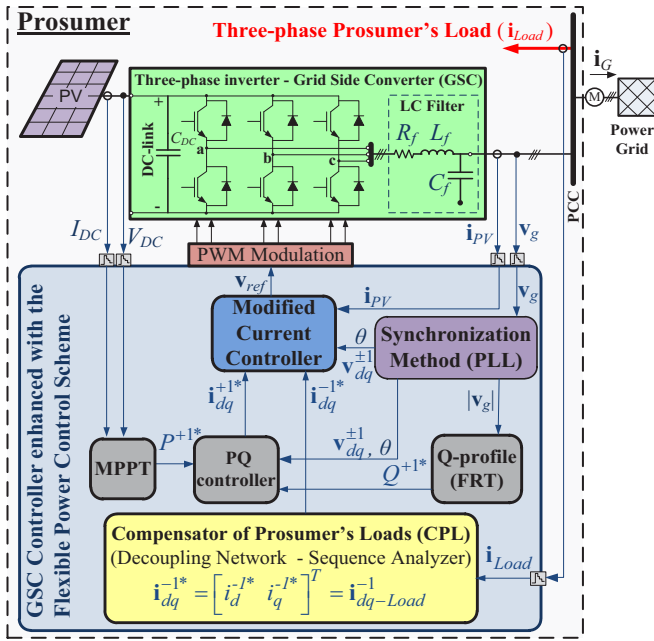 Prosumer
Three-phase Prosumer's Load (i_Load)
i_G
PV
Three-phase inverter - Grid Side Converter (GSC)
+
DC-link
-
C_DC
a
b
c
LC Filter
R_f L_f
C_f
M
Power
Grid
PCC
I_DC
V_DC
PWM Modulation
i_PV
v_g
v_ref
i_PV
v_g
GSC Controller enhanced with the
Flexible Power Control Scheme
Modified
Current
Controller
θ
v_dq^±1
Synchronization
Method (PLL)
i_dq^+1*
i_dq^-1*
|v_g|
MPPT
P^+1*
PQ
controller
v_dq^±1, θ
Q^+1*
Q-profile
(FRT)
Compensator of Prosumer's Loads (CPL)
(Decoupling Network - Sequence Analyzer)
i_dq^-1* = [i_d^-1* i_q^-1*]^T = i_dq-Load^-1
i_Load